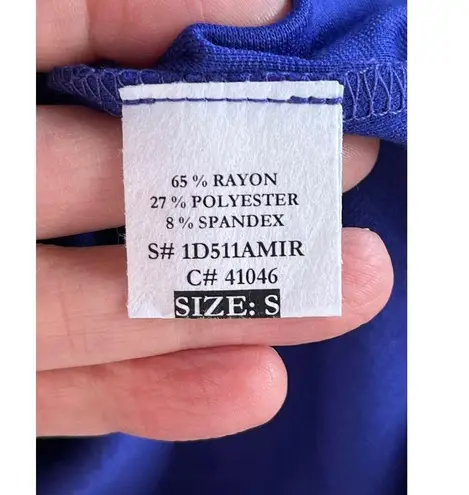 65 % RAYON
27 % POLYESTER
8 % SPANDEX
S# 1D511AMIR
C# 41046
SIZE: S